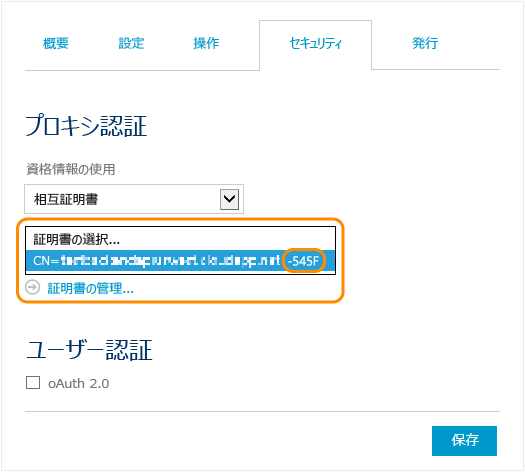 概要 設定 操作 セキュリティ 発行
プロキシ認証
資格情報の使用
相互証明書
証明書の選択...
CN= -545F
証明書の管理...
ユーザー認証
oAuth 2.0
保存